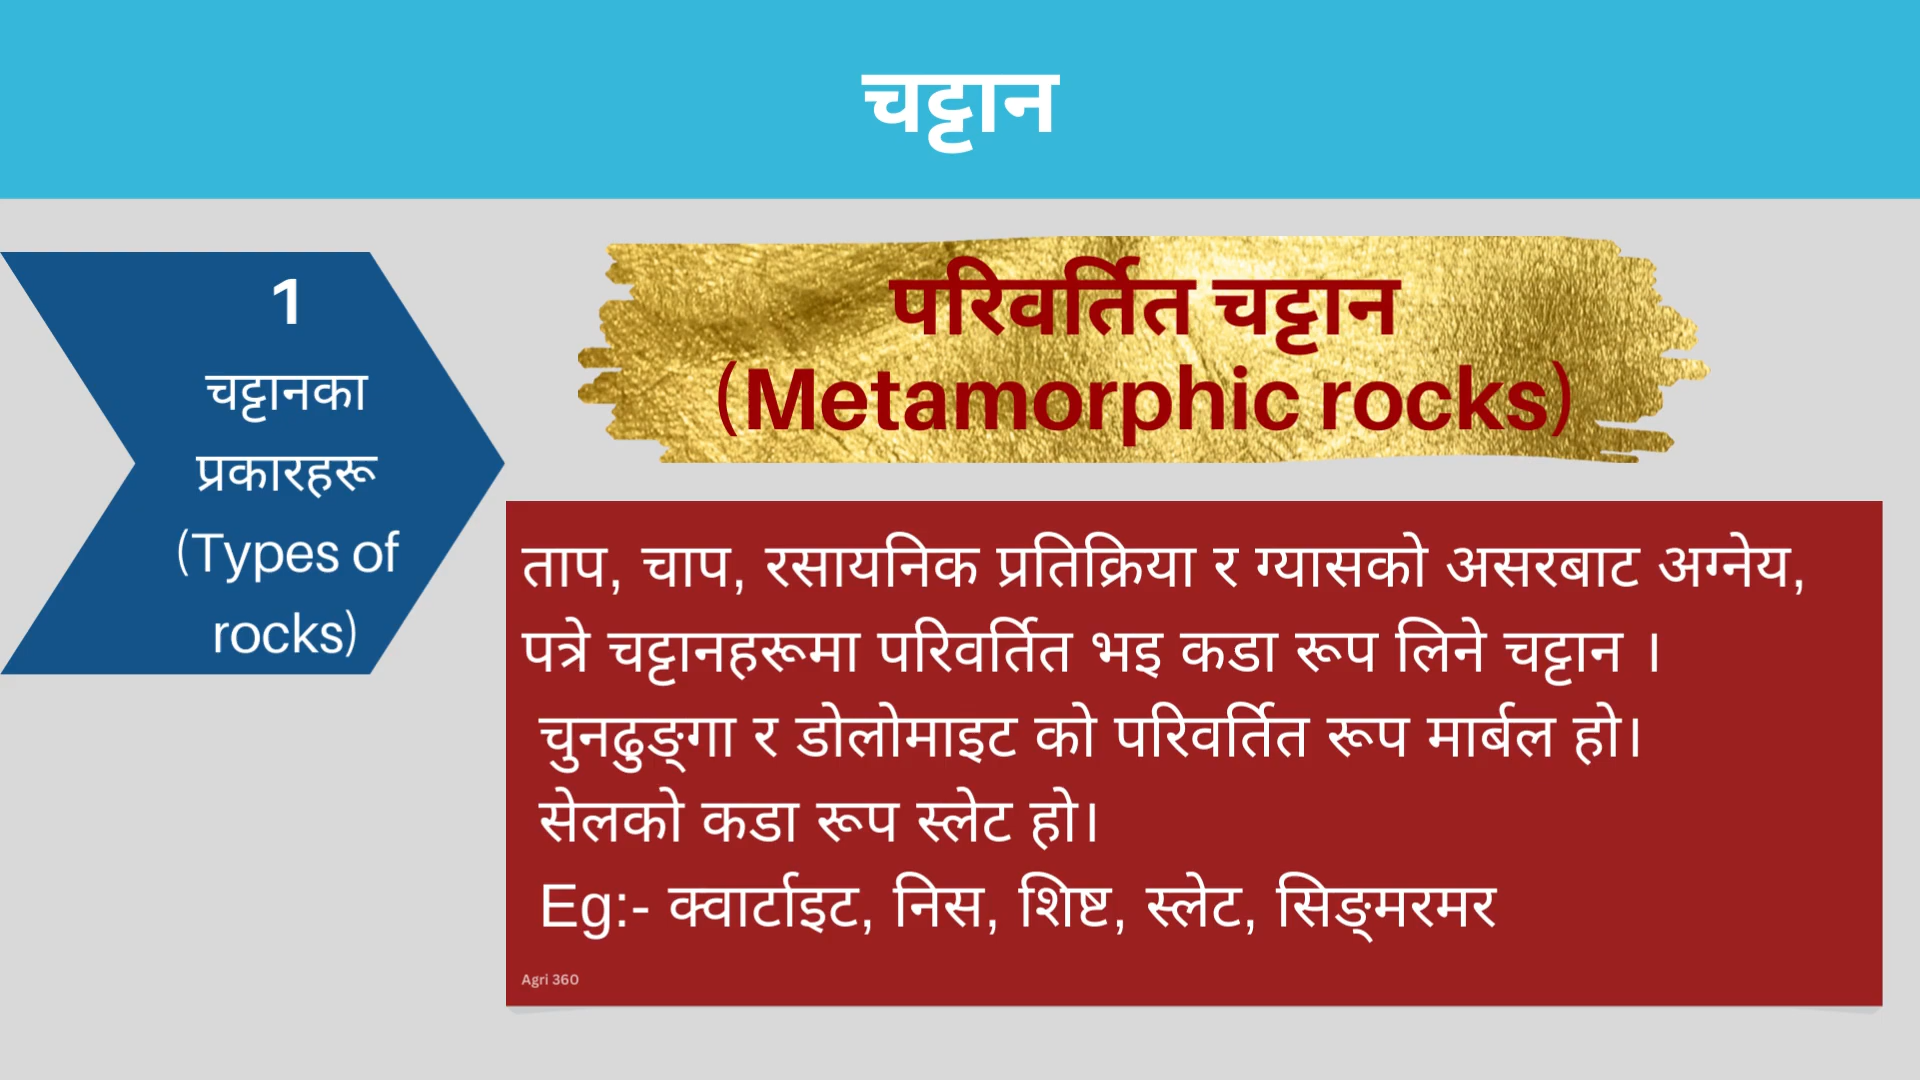 चट्टान
1
चट्टानका
प्रकारहरू
(Types of
rocks)
परिवर्तित चट्टान
(Metamorphic rocks)
ताप, चाप, रसायनिक प्रतिक्रिया र ग्यासको असरबाट अग्नेय,
पत्रे चट्टानहरूमा परिवर्तित भइ कडा रूप लिने चट्टान ।
चुनढुङ्गा र डोलोमाइट को परिवर्तित रूप मार्बल हो।
सेलको कडा रूप स्लेट हो।
Eg:- क्वार्टाइट, निस, शिष्ट, स्लेट, सिङ्मरमर
Agri 360